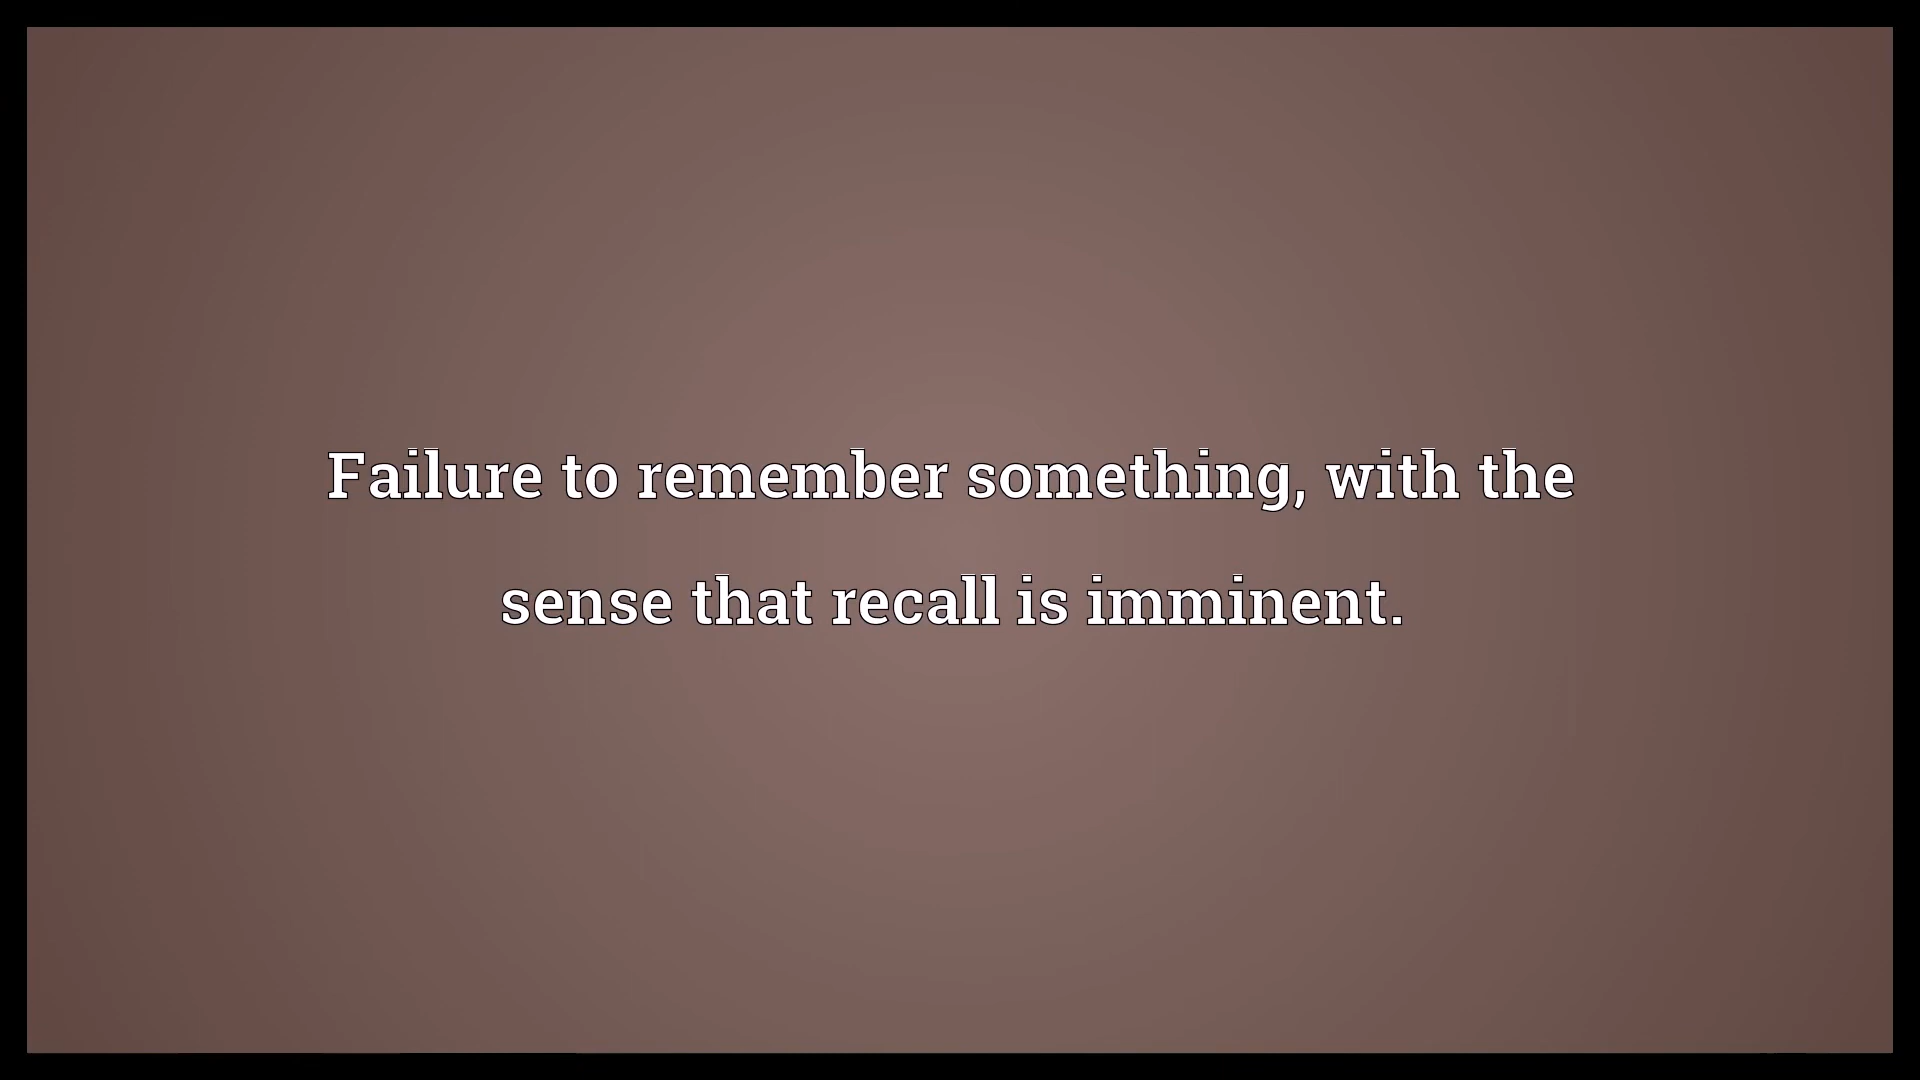 Failure to remember something, with the
sense that recall is imminent.